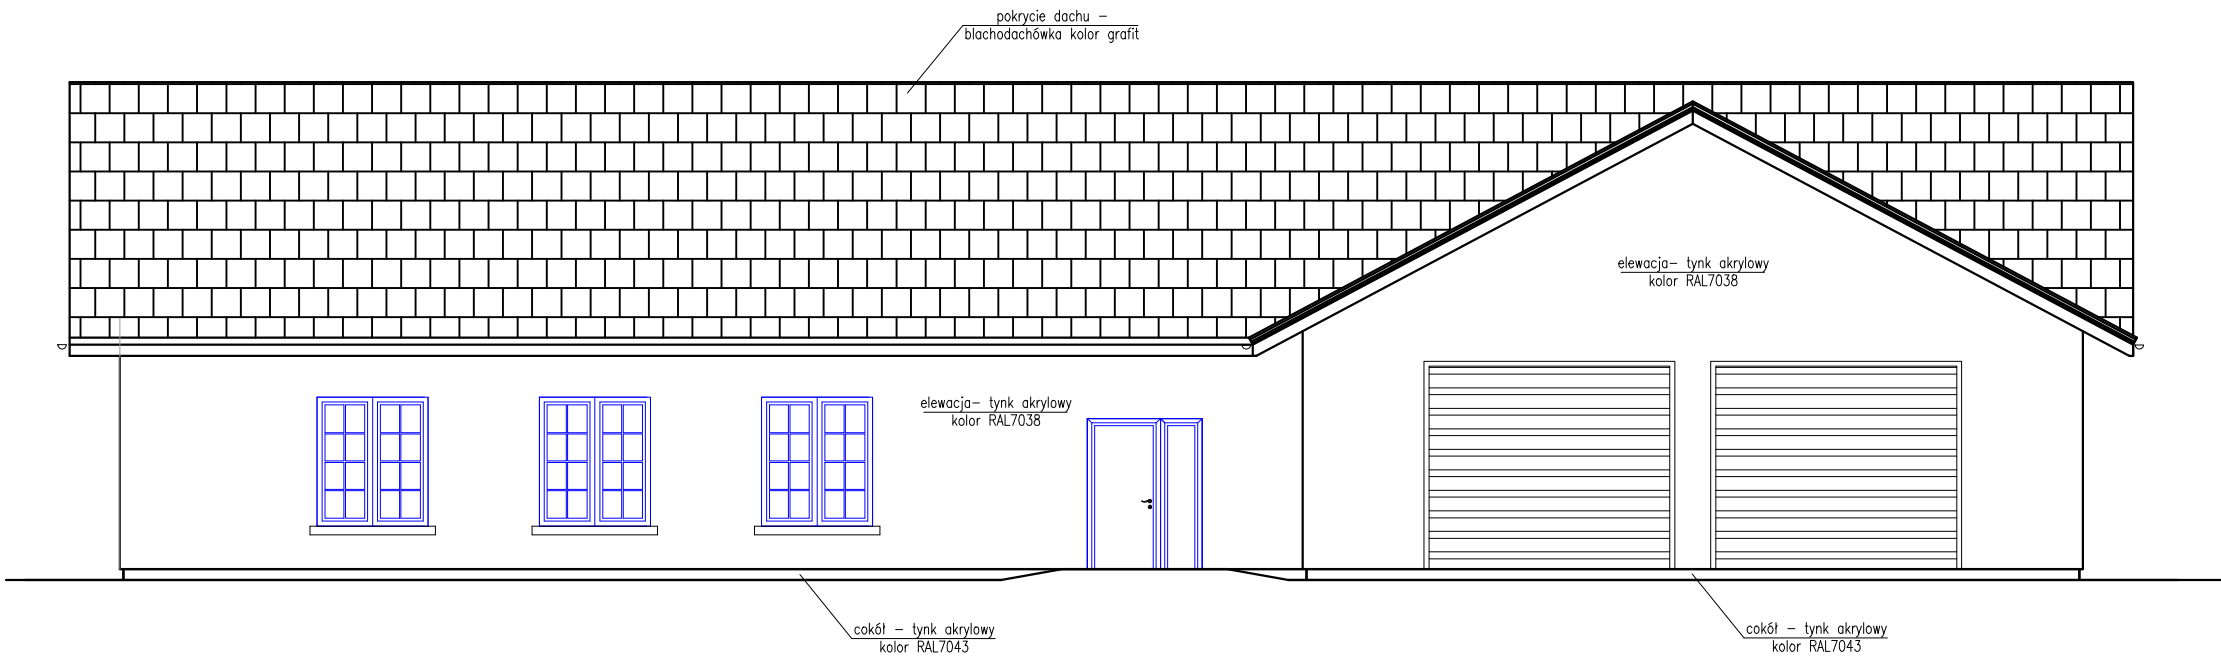 pokrycie dachu –
blachodachówka kolor grafit
elewacja– tynk akrylowy
kolor RAL7038
elewacja– tynk akrylowy
kolor RAL7038
cokół – tynk akrylowy
kolor RAL7043
cokół – tynk akrylowy
kolor RAL7043